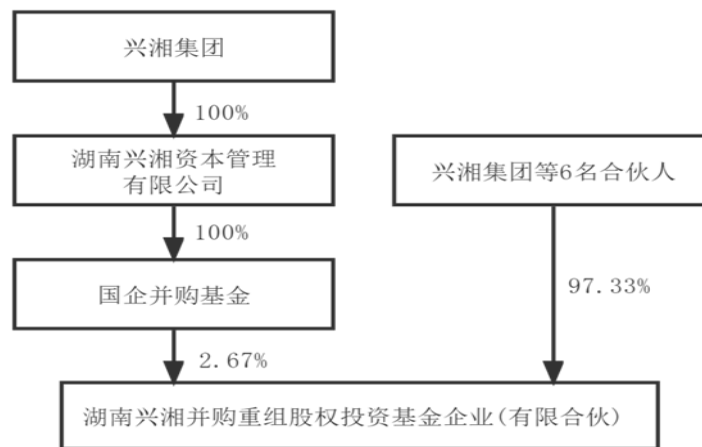 兴湘集团
100%
湖南兴湘资本管理
有限公司
兴湘集团等6名合伙人
100%
国企并购基金
97.33%
2.67%
湖南兴湘并购重组股权投资基金企业(有限合伙)